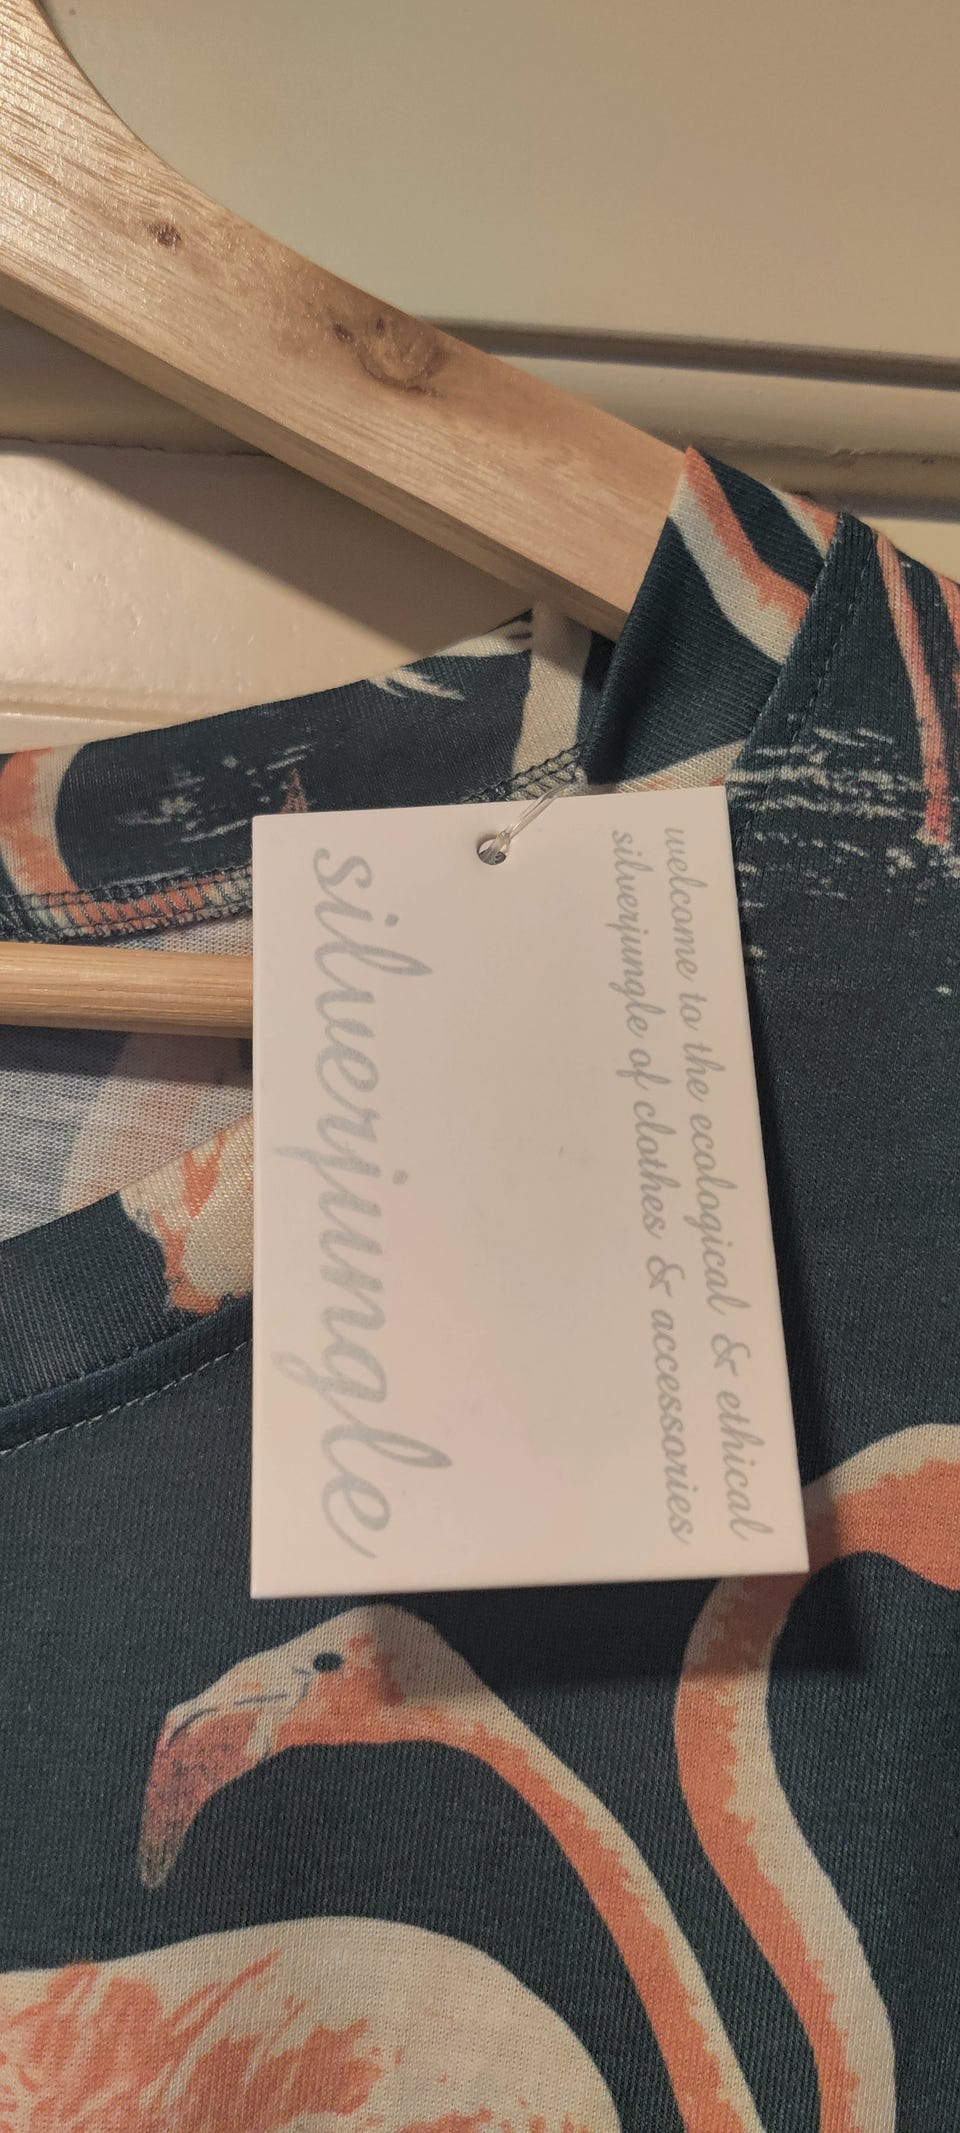 welcome to the ecological & ethical
silverjungle of clothes & accessories
silverjungle